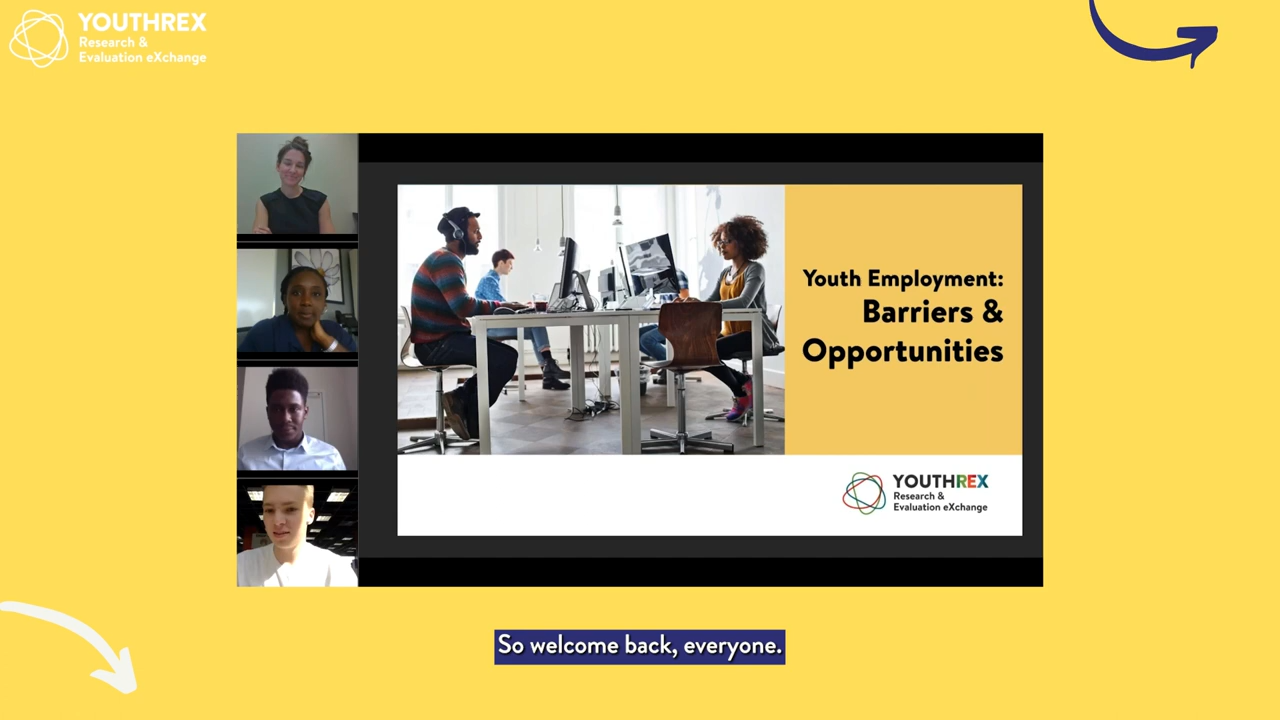 YOUTHREX
Research &
Evaluation eXchange
Youth Employment:
Barriers &
Opportunities
YOUTHREX
Research &
Evaluation eXchange
So welcome back, everyone.